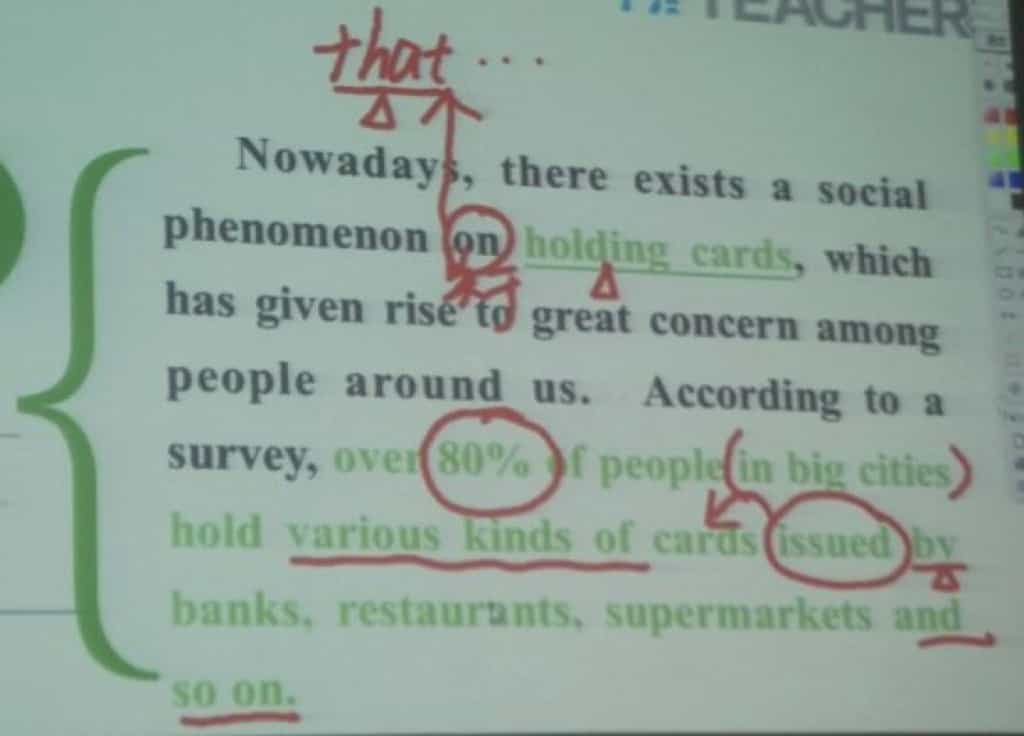 TEACHER
that ...
Nowadays, there exists a social
phenomenon on holding cards, which
has given rise to great concern among
people around us. According to a
survey, over 80% of people (in big cities)
hold various kinds of cards issued by
banks, restaurants, supermarkets and
so on.